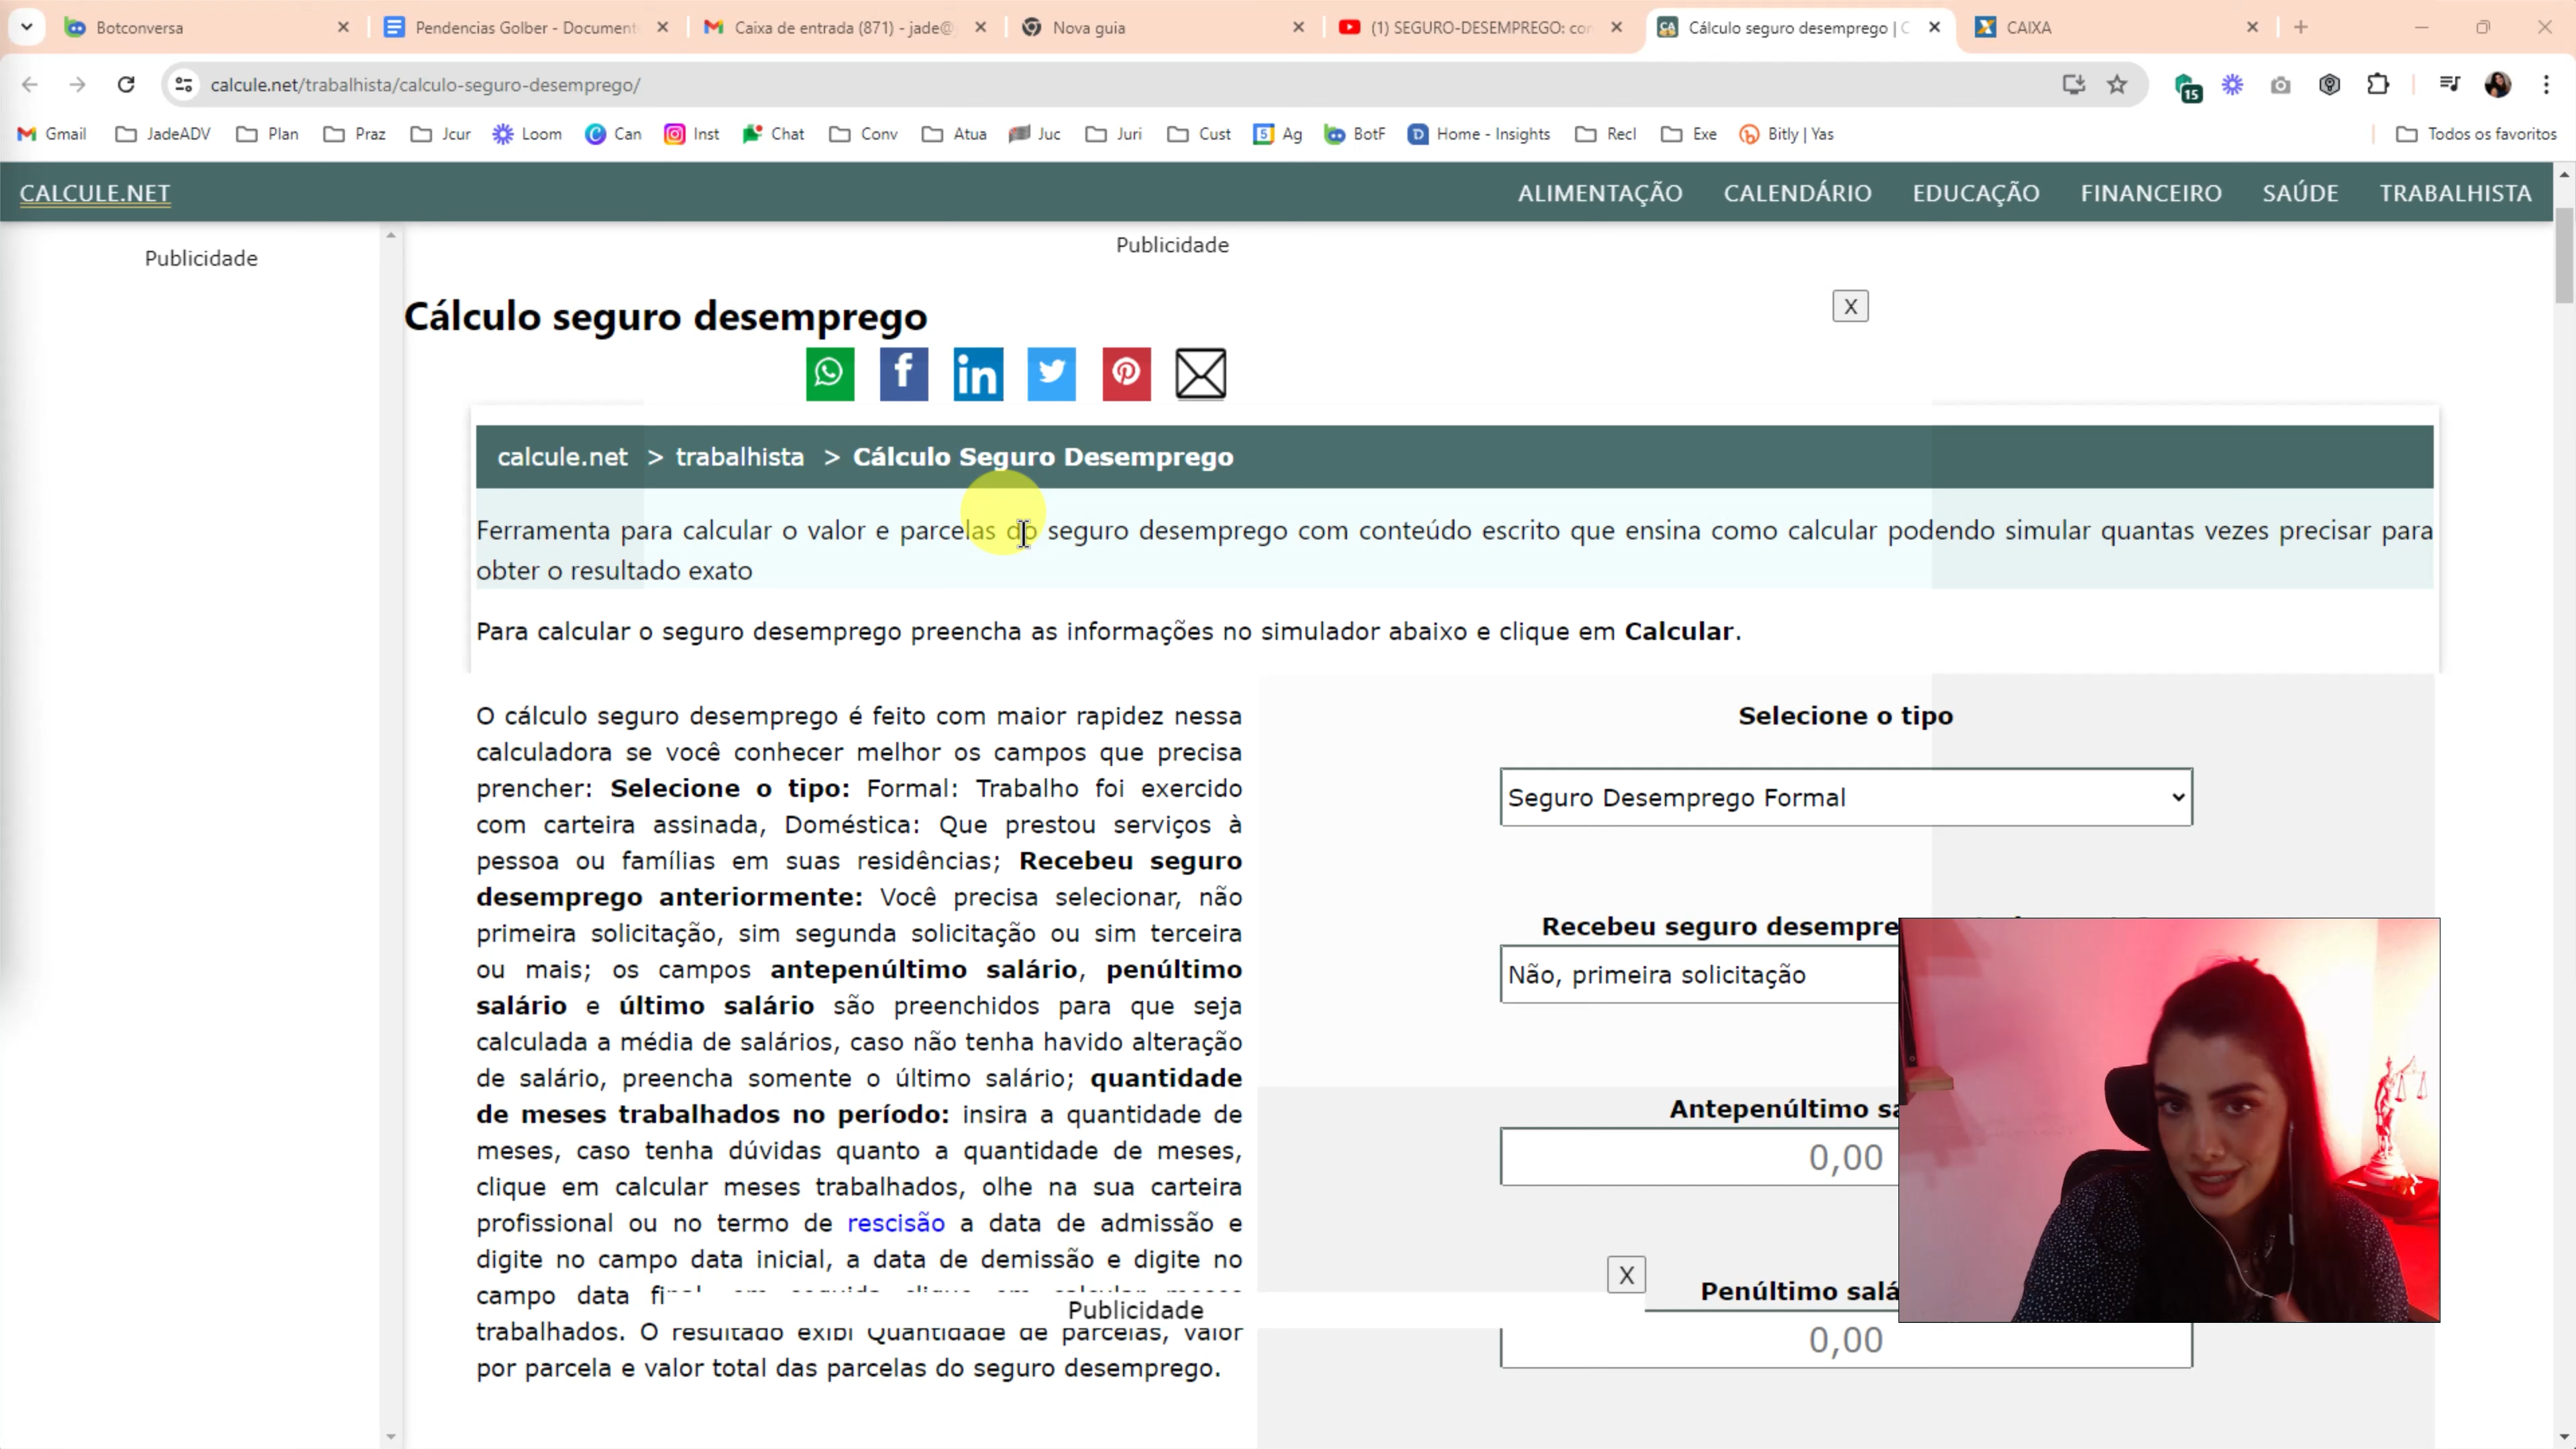 Botconversa
Pendencias Golber - Document
Caixa de entrada (871) - jade@
Nova guia
(1) SEGURO-DESEMPREGO: cor
Cálculo seguro desemprego | C
CAIXA
calcule.net/trabalhista/calculo-seguro-desemprego/
15
Gmail
JadeADV
Plan
Praz
Jcur
Loom
Can
Inst
Chat
Conv
Atua
Juc
Juri
Cust
5 Ag
BotF
Home - Insights
Recl
Exe
Bitly | Yas
Todos os favoritos
CALCULE.NET
ALIMENTAÇÃO
CALENDÁRIO
EDUCAÇÃO
FINANCEIRO
SAÚDE
TRABALHISTA
Publicidade
Publicidade
Cálculo seguro desemprego
X
calcule.net > trabalhista > Cálculo Seguro Desemprego
Ferramenta para calcular o valor e parcelas do seguro desemprego com conteúdo escrito que ensina como calcular podendo simular quantas vezes precisar para
obter o resultado exato
Para calcular o seguro desemprego preencha as informações no simulador abaixo e clique em Calcular.
O cálculo seguro desemprego é feito com maior rapidez nessa
calculadora se você conhecer melhor os campos que precisa
prencher: Selecione o tipo: Formal: Trabalho foi exercido
com carteira assinada, Doméstica: Que prestou serviços à
pessoa ou famílias em suas residências; Recebeu seguro
desemprego anteriormente: Você precisa selecionar, não
primeira solicitação, sim segunda solicitação ou sim terceira
ou mais; os campos antepenúltimo salário, penúltimo
salário e último salário são preenchidos para que seja
calculada a média de salários, caso não tenha havido alteração
de salário, preencha somente o último salário; quantidade
de meses trabalhados no período: insira a quantidade de
meses, caso tenha dúvidas quanto a quantidade de meses,
clique em calcular meses trabalhados, olhe na sua carteira
profissional ou no termo de rescisão a data de admissão e
digite no campo data inicial, a data de demissão e digite no
campo data final, em seguida clique em calcular meses
trabalhados. O resultado exibi Quantidade de parcelas, valor
por parcela e valor total das parcelas do seguro desemprego.
Selecione o tipo
Seguro Desemprego Formal
Recebeu seguro desempre
Não, primeira solicitação
Antepenúltimo sa
0,00
X
Penúltimo salá
Publicidade
0,00